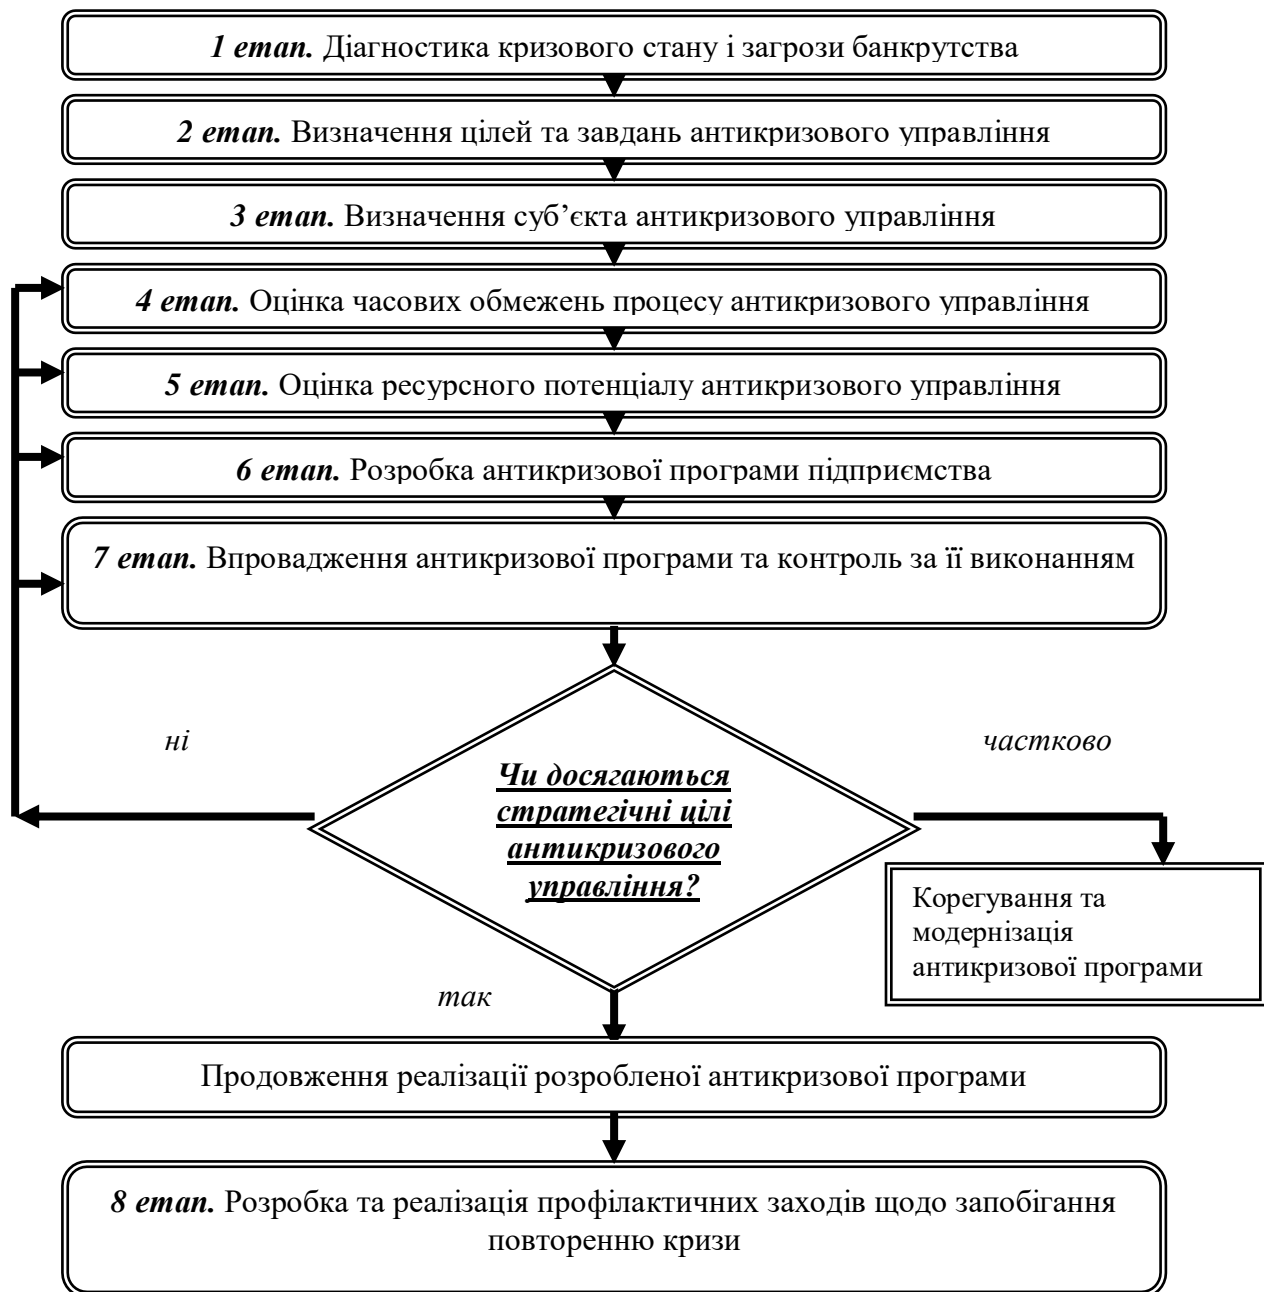 1 етап. Діагностика кризового стану і загрози банкрутства
2 етап. Визначення цілей та завдань антикризового управління
3 етап. Визначення суб’єкта антикризового управління
4 етап. Оцінка часових обмежень процесу антикризового управління
5 етап. Оцінка ресурсного потенціалу антикризового управління
6 етап. Розробка антикризової програми підприємства
7 етап. Впровадження антикризової програми та контроль за її виконанням
ні
частково
Чи досягаються
стратегічні цілі
антикризового
управління?
Корегування та
модернізація
антикризової програми
так
Продовження реалізації розробленої антикризової програми
8 етап. Розробка та реалізація профілактичних заходів щодо запобігання
повторенню кризи